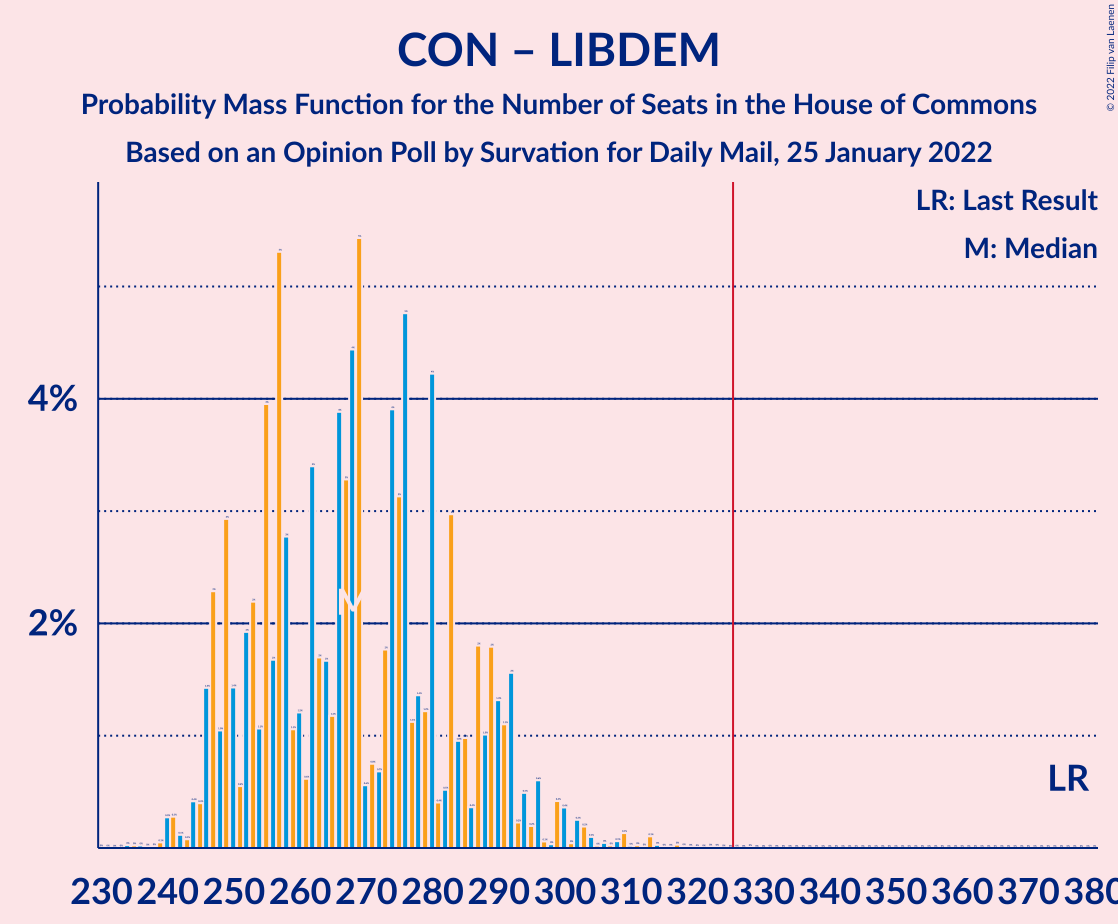 CON – LIBDEM
Probability Mass Function for the Number of Seats in the House of Commons
Based on an Opinion Poll by Survation for Daily Mail, 25 January 2022
© 2022 Filip van Laenen
LR: Last Result
M: Median
4%
2%
M
LR
230 240 250 260 270 280 290 300 310 320 330 340 350 360 370 380